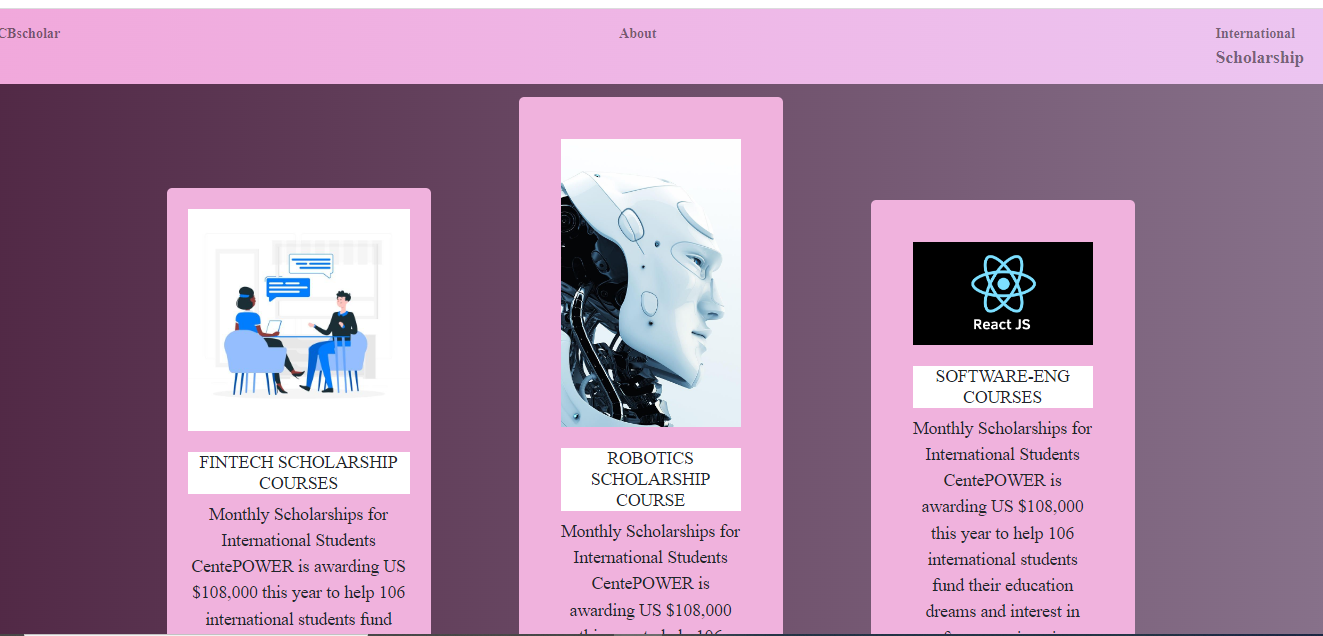 CBscholar
About
International
Scholarship
FINTECH SCHOLARSHIP
COURSES
Monthly Scholarships for
International Students
CentePOWER is awarding US
$108,000 this year to help 106
international students fund
ROBOTICS
SCHOLARSHIP
COURSE
Monthly Scholarships for
International Students
CentePOWER is
awarding US $108,000
React JS
SOFTWARE-ENG
COURSES
Monthly Scholarships for
International Students
CentePOWER is
awarding US $108,000
this year to help 106
international students
fund their education
dreams and interest in